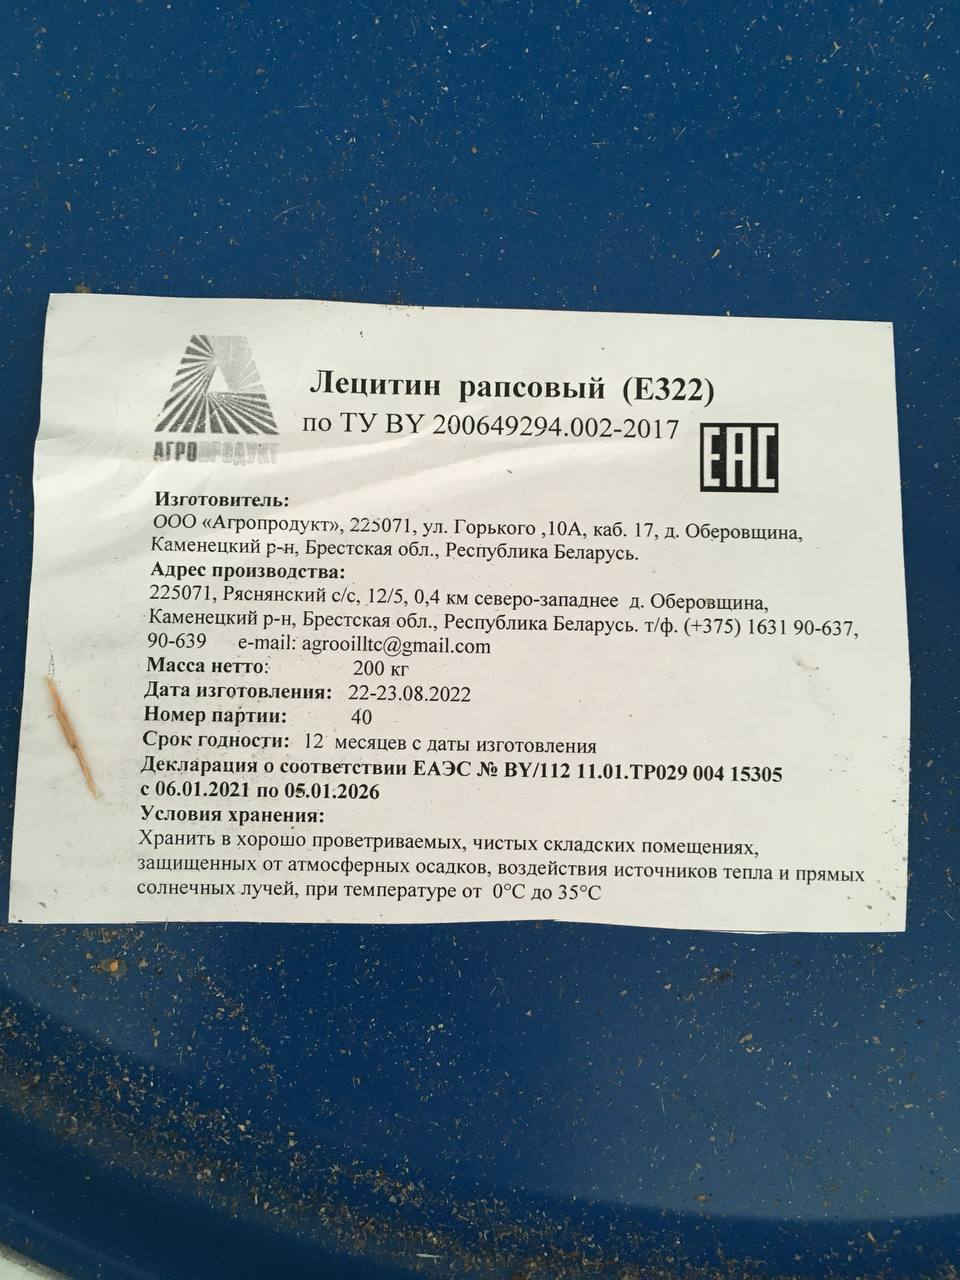 Лецитин рапсовый (Е322)
по ТУ BY 200649294.002-2017
ЕАС
АГРОПРОДУКТ
Изготовитель:
ООО «Агропродукт», 225071, ул. Горького ,10А, каб. 17, д. Оберовщина,
Каменецкий р-н, Брестская обл., Республика Беларусь.
Адрес производства:
225071, Ряснянский с/с, 12/5, 0,4 км северо-западнее д. Оберовщина,
Каменецкий р-н, Брестская обл., Республика Беларусь. т/ф. (+375) 1631 90-637,
90-639 e-mail: agrooilltc@gmail.com
Масса нетто: 200 кг
Дата изготовления: 22-23.08.2022
Номер партии: 40
Срок годности: 12 месяцев с даты изготовления
Декларация о соответствии ЕАЭС № BY/112 11.01.ТР029 004 15305
с 06.01.2021 по 05.01.2026
Условия хранения:
Хранить в хорошо проветриваемых, чистых складских помещениях,
защищенных от атмосферных осадков, воздействия источников тепла и прямых
солнечных лучей, при температуре от 0°С до 35°С